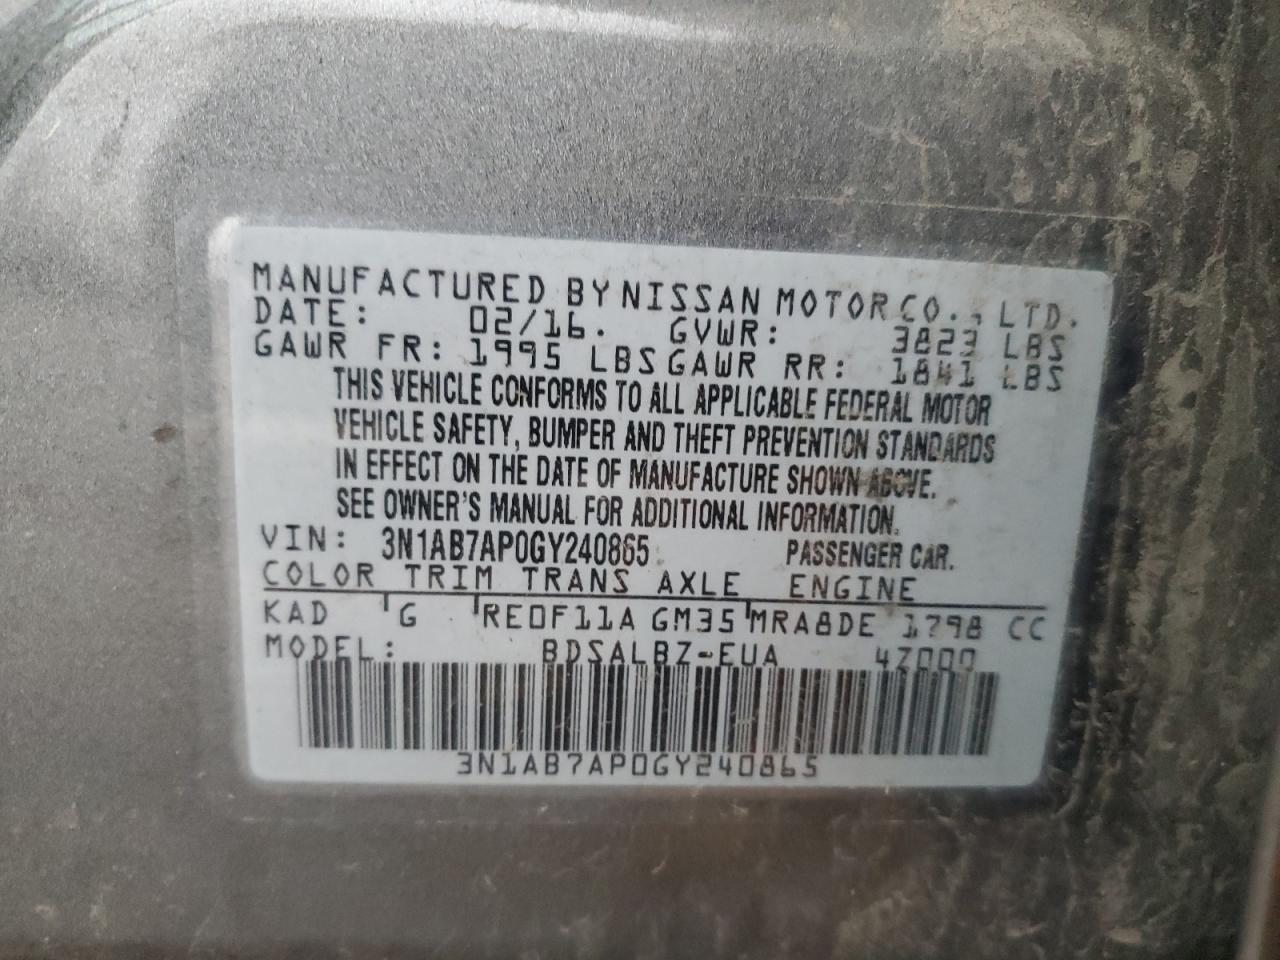 MANUFACTURED BY NISSAN MOTOR CO., LTD.
DATE: 02/16. GVWR: 3823 LBS
GAWR FR: 1995 LBS GAWR RR: 1841 LBS
THIS VEHICLE CONFORMS TO ALL APPLICABLE FEDERAL MOTOR
VEHICLE SAFETY, BUMPER AND THEFT PREVENTION STANDARDS
IN EFFECT ON THE DATE OF MANUFACTURE SHOWN ABOVE.
SEE OWNER'S MANUAL FOR ADDITIONAL INFORMATION.
VIN: 3N1AB7AP0GY240865 PASSENGER CAR.
COLOR TRIM TRANS AXLE ENGINE
KAD G RE0F11A GM35 MRA8DE 1798 CC
MODEL: BDSALBZ-EUA 4Z000
3N1AB7AP0GY240865